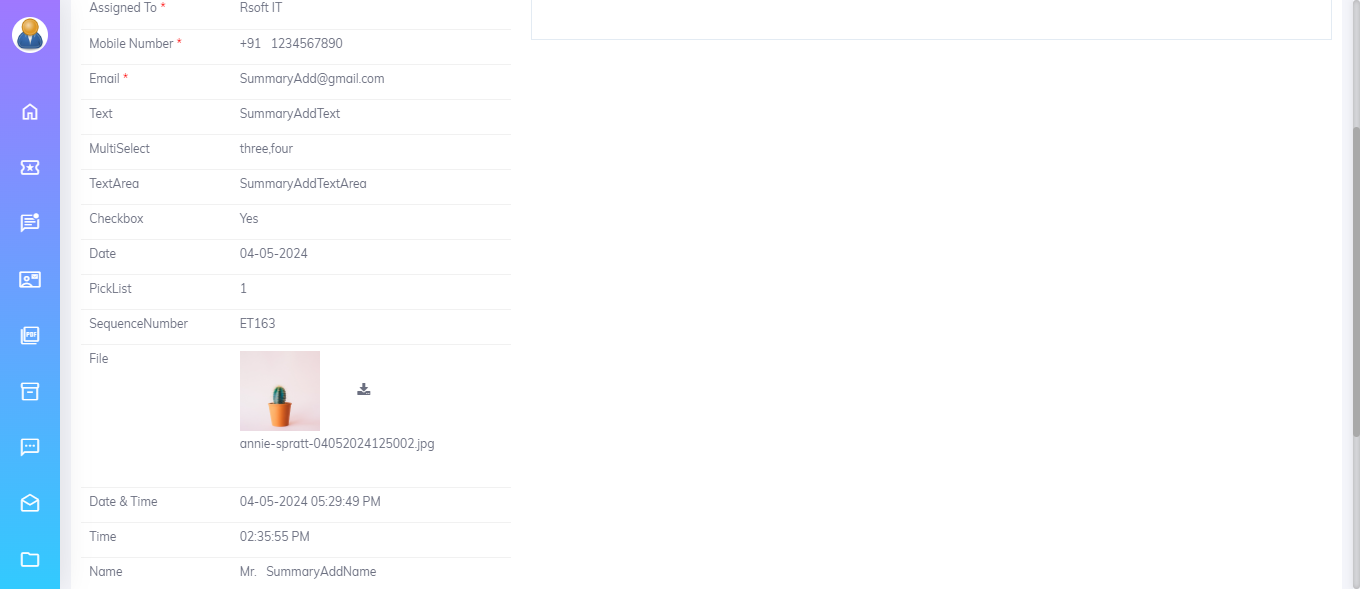 Assigned To * Rsoft IT
Mobile Number * +91 1234567890
Email * SummaryAdd@gmail.com
Text SummaryAddText
MultiSelect three,four
TextArea SummaryAddTextArea
Checkbox Yes
Date 04-05-2024
PickList 1
SequenceNumber ET163
File
annie-spratt-04052024125002.jpg
Date & Time 04-05-2024 05:29:49 PM
Time 02:35:55 PM
Name Mr. SummaryAddName
PDF